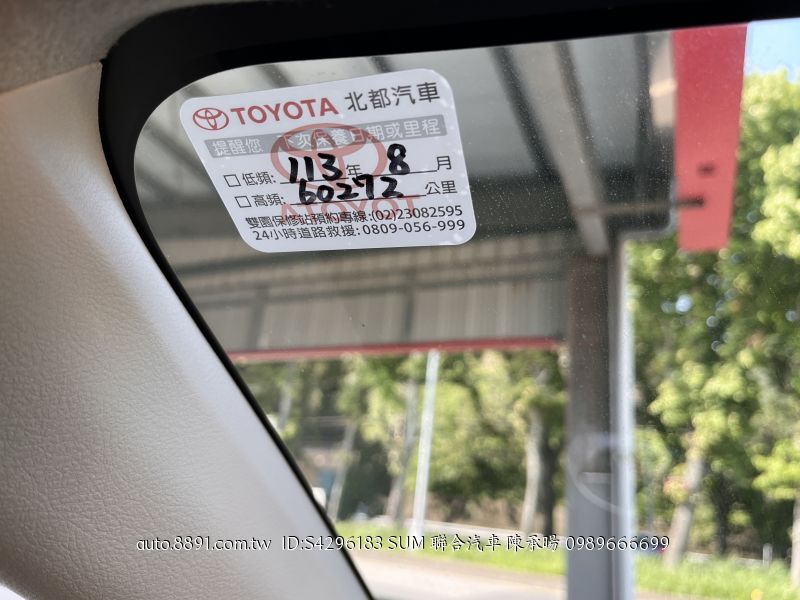 TOYOTA 北都汽車
提醒您 下次保養日期或里程
□低頻: 113年 8 月
□高頻: 60272 公里
雙園保修站預約專線:(02)23082595
24小時道路救援:0809-056-999
auto.8891.com.tw ID:S4296183 SUM 聯合汽車 陳承暘 0989666699